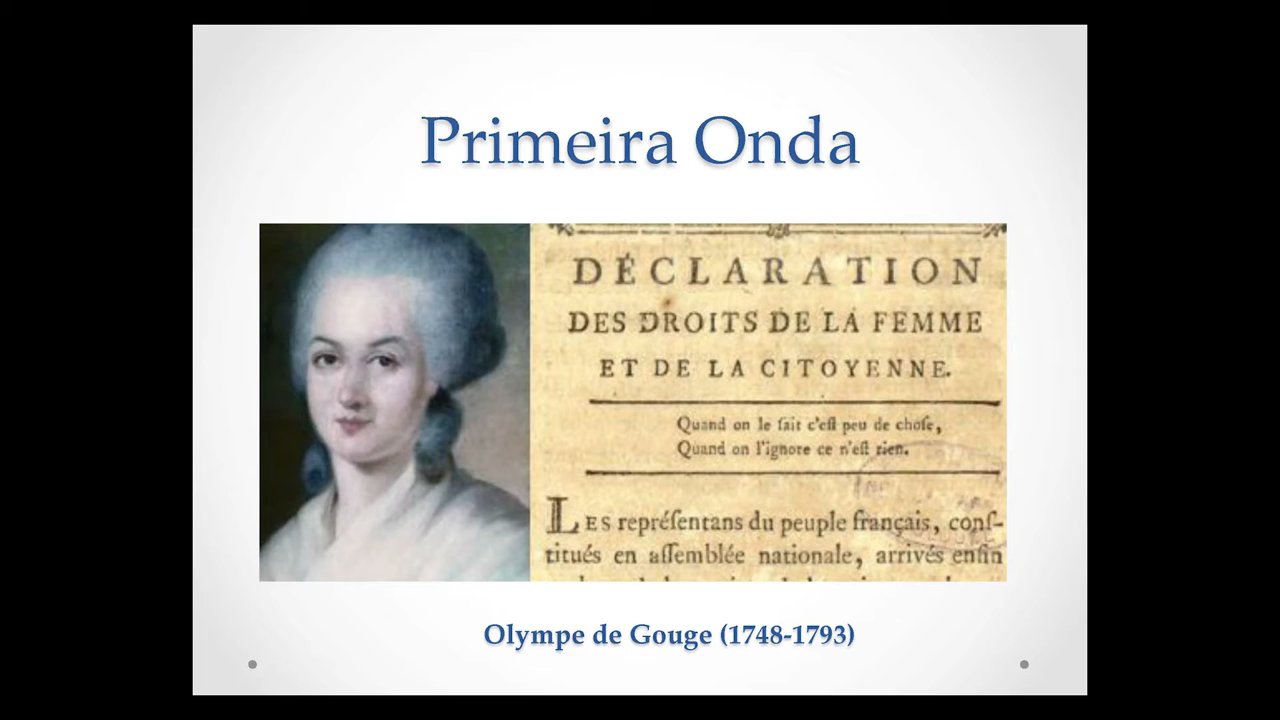 Primeira Onda
DÉCLARATION
DES DROITS DE LA FEMME
ET DE LA CITOYENNE.
Quand on le ſait c'eſt peu de choſe,
Quand on l'ignore ce n'eſt rien.
LES repréſentans du peuple français, conſ-
titués en aſſemblée nationale, arrivés enfin
Olympe de Gouge (1748-1793)